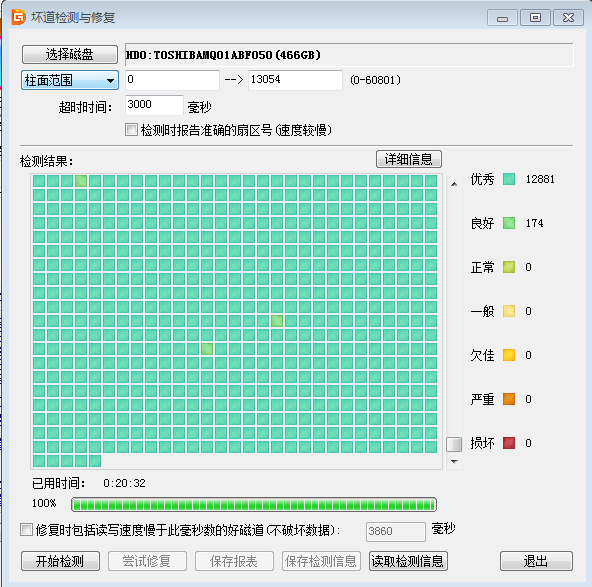 坏道检测与修复
选择磁盘 HD0:TOSHIBAMQ01ABF050(466GB)
柱面范围 0 --> 13054 (0-60801)
超时时间： 3000 毫秒
检测时报告准确的扇区号(速度较慢)
检测结果： 详细信息
优秀 12881
良好 174
正常 0
一般 0
欠佳 0
严重 0
损坏 0
已用时间： 0:20:32
100%
修复时包括读写速度慢于此毫秒数的好磁道(不破坏数据)： 3860 毫秒
开始检测 尝试修复 保存报表 保存检测信息 读取检测信息 退出